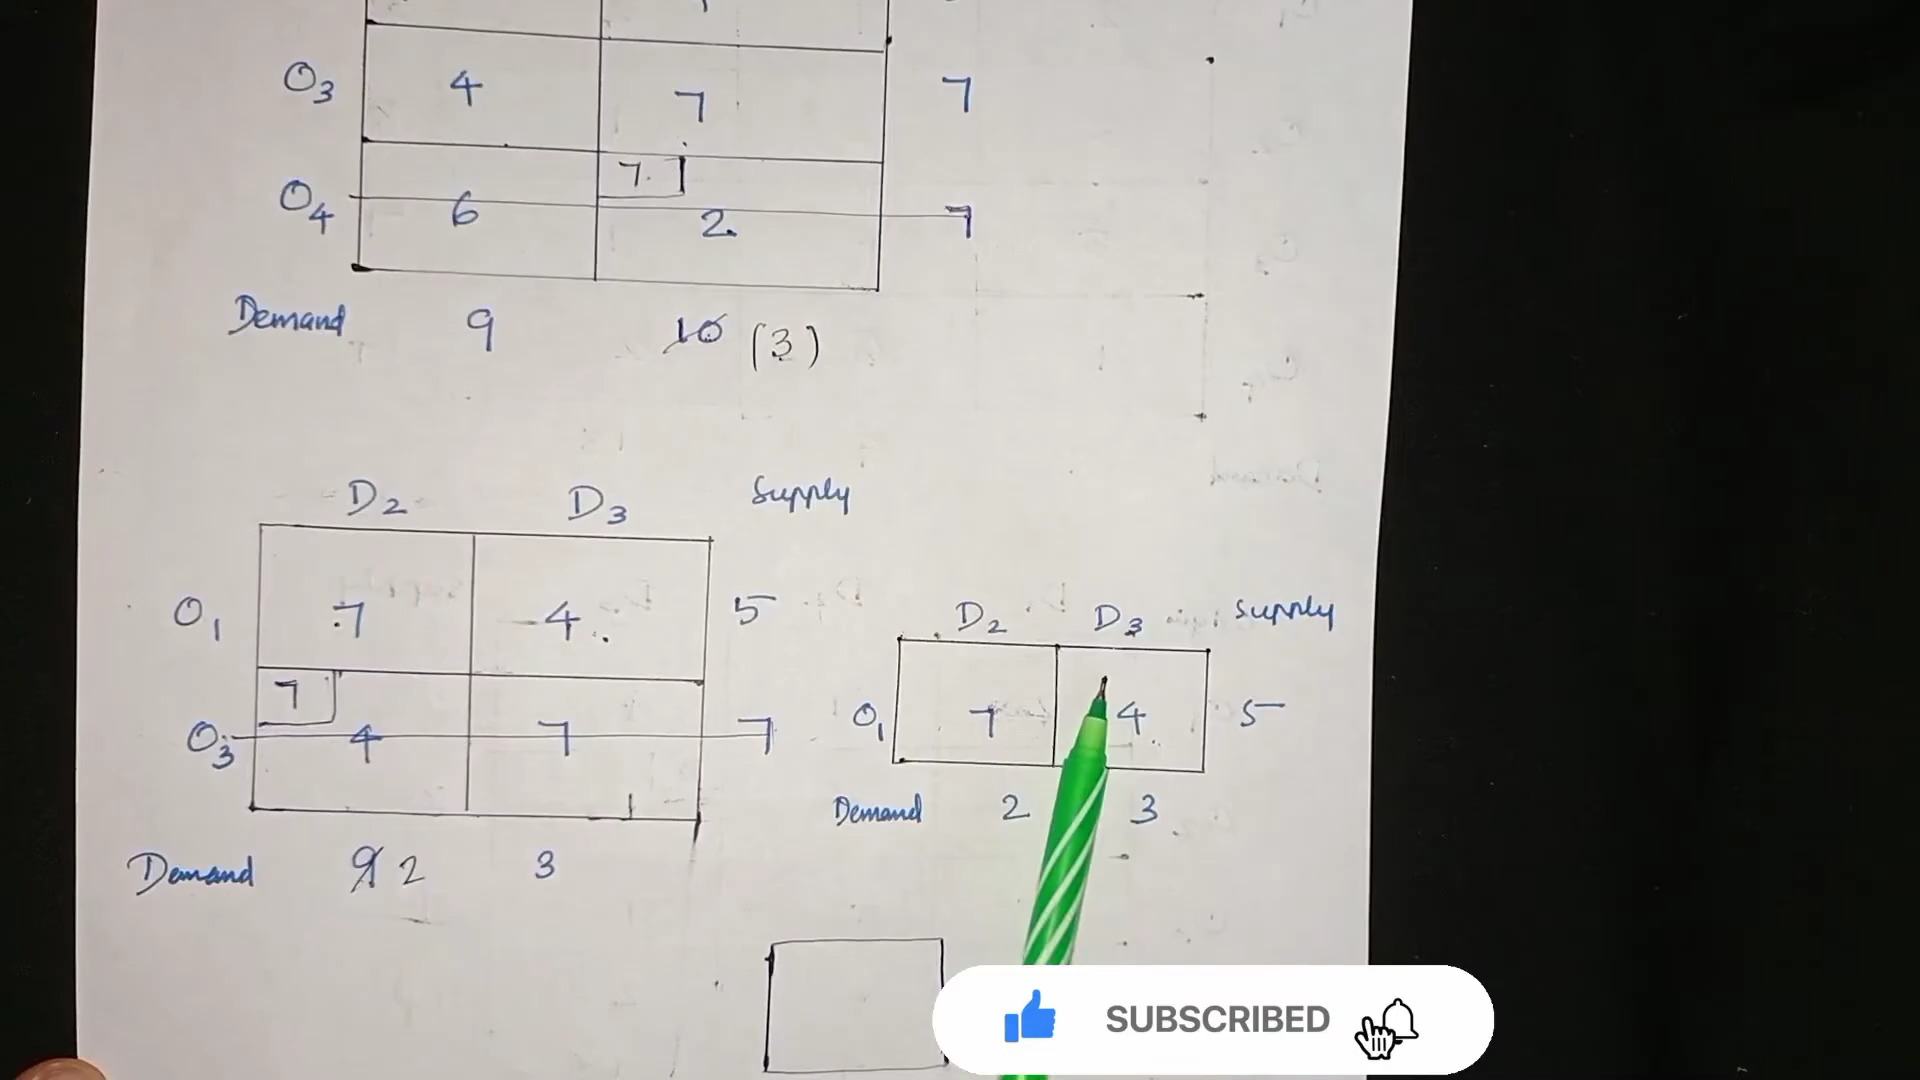 O3 4 7 7
7
O4 6 2 7
Demand 9 10 (3)
D2 D3 Supply
O1 7 4 5
7
O3 4 7 7
Demand 9 2 3
D2 D3 Supply
O1 7 4 5
Demand 2 3
SUBSCRIBED